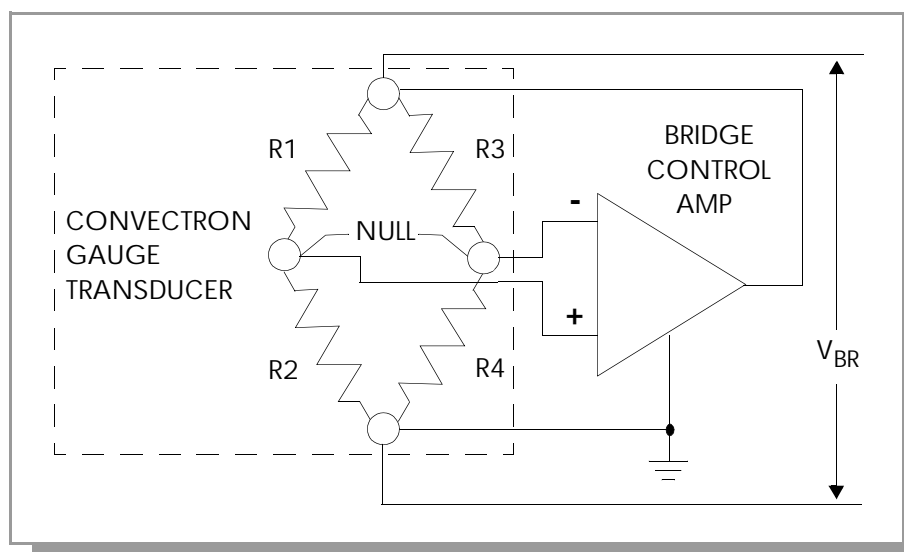 R1
R3
BRIDGE
CONTROL
AMP
-
CONVECTRON
GAUGE
TRANSDUCER
NULL
+
R2
R4
VBR